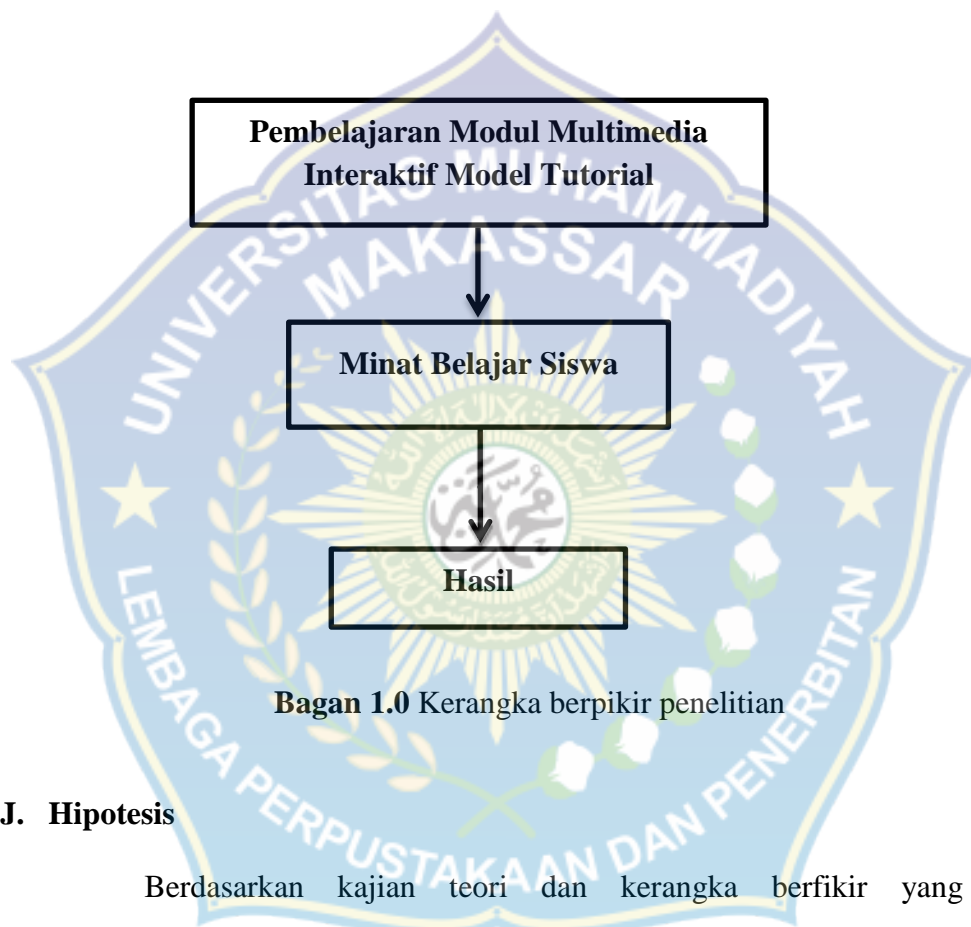 Pembelajaran Modul Multimedia
Interaktif Model Tutorial
UNIVERSITAS MUHAMMADIYAH
MAKASSAR
Minat Belajar Siswa
Hasil
LEMBAGA PERPUSTAKAAN DAN PENERBITAN
Bagan 1.0 Kerangka berpikir penelitian
J. Hipotesis
Berdasarkan kajian teori dan kerangka berfikir yang